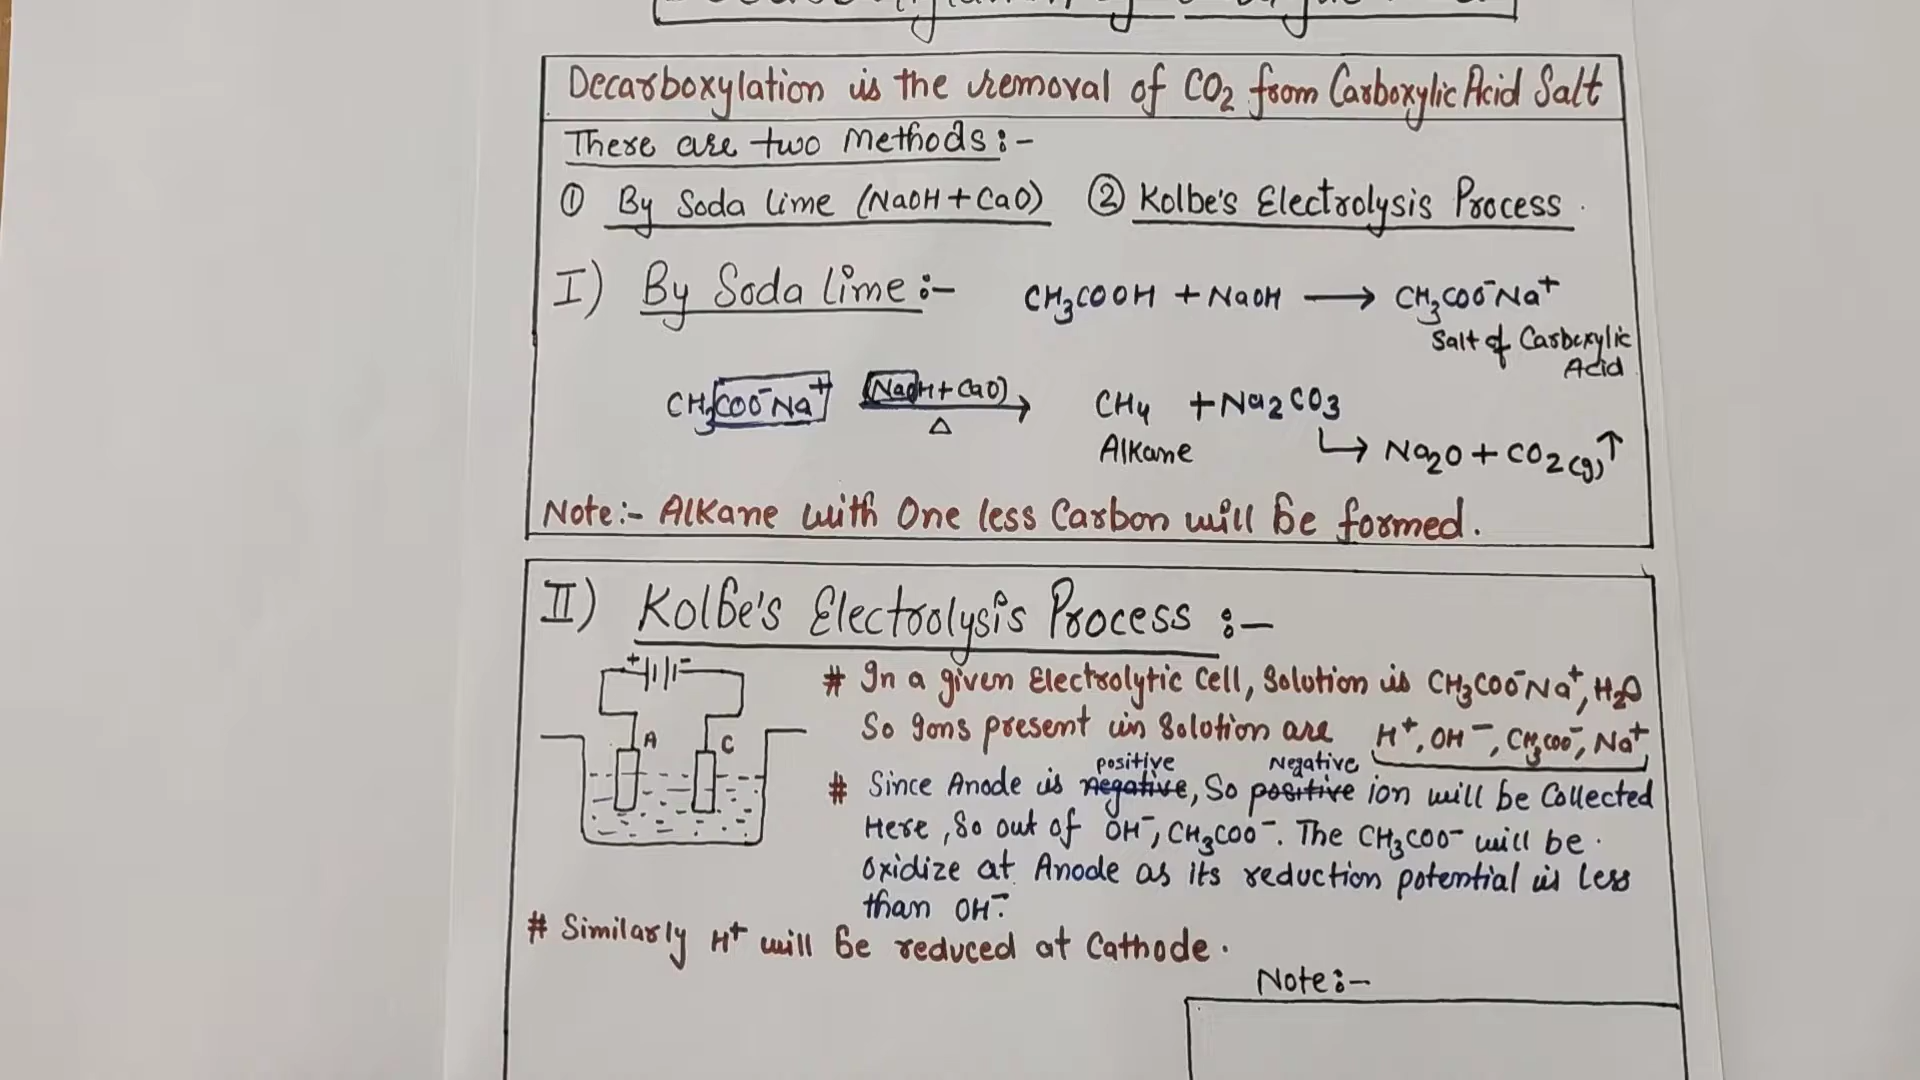 Decarboxylation is the removal of CO2 from Carboxylic Acid Salt
There are two Methods:-
① By Soda lime (NaOH+CaO) ② Kolbe's Electrolysis Process.
I) By Soda lime:- CH3COOH + NaOH ⟶ CH3COO⁻Na⁺
Salt of Carboxylic
Acid
CH3COO⁻Na⁺ (NaOH+CaO) ⟶ CH4 + Na2CO3
Δ
Alkane ↳ Na2O + CO2(g)↑
Note:- Alkane with One less Carbon will be formed.
II) Kolbe's Electrolysis Process:-
+ -
A C
# In a given Electrolytic Cell, Solution is CH3COO⁻Na⁺, H2O
So Ions present in Solution are H⁺, OH⁻, CH3COO⁻, Na⁺
positive Negative
# Since Anode is negative, So positive ion will be Collected
Here, So out of OH⁻, CH3COO⁻. The CH3COO⁻ will be.
Oxidize at Anode as its reduction potential is less
than OH⁻.
# Similarly H⁺ will be reduced at Cathode.
Note:-